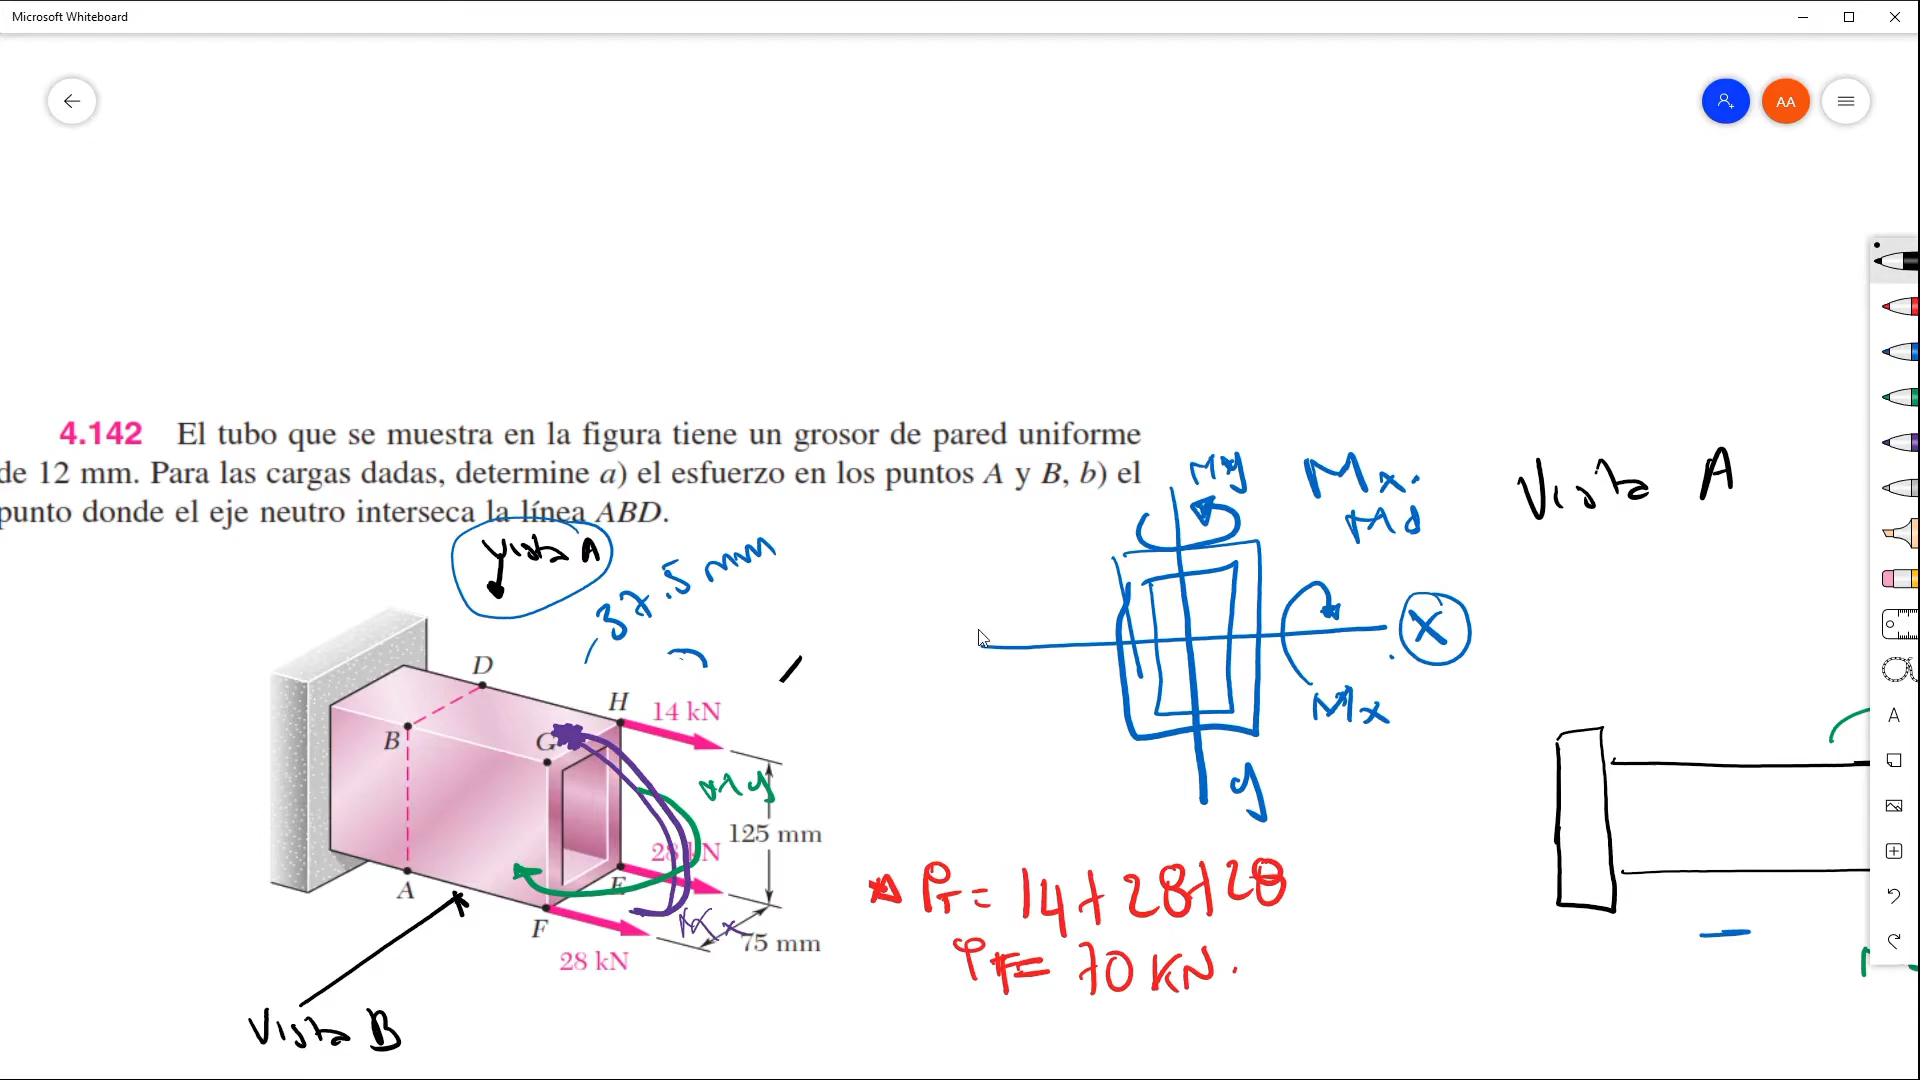 Microsoft Whiteboard
AA
4.142 El tubo que se muestra en la figura tiene un grosor de pared uniforme
de 12 mm. Para las cargas dadas, determine a) el esfuerzo en los puntos A y B, b) el
punto donde el eje neutro interseca la línea ABD.
Vista A
37.5 mm
D
H
14 kN
B
G
My
125 mm
28 kN
E
A
F
Mx
75 mm
28 kN
Vista B
My
Mx.
X
Mx
y
PT = 14+28+28
PT = 70 KN.
Vista A
A